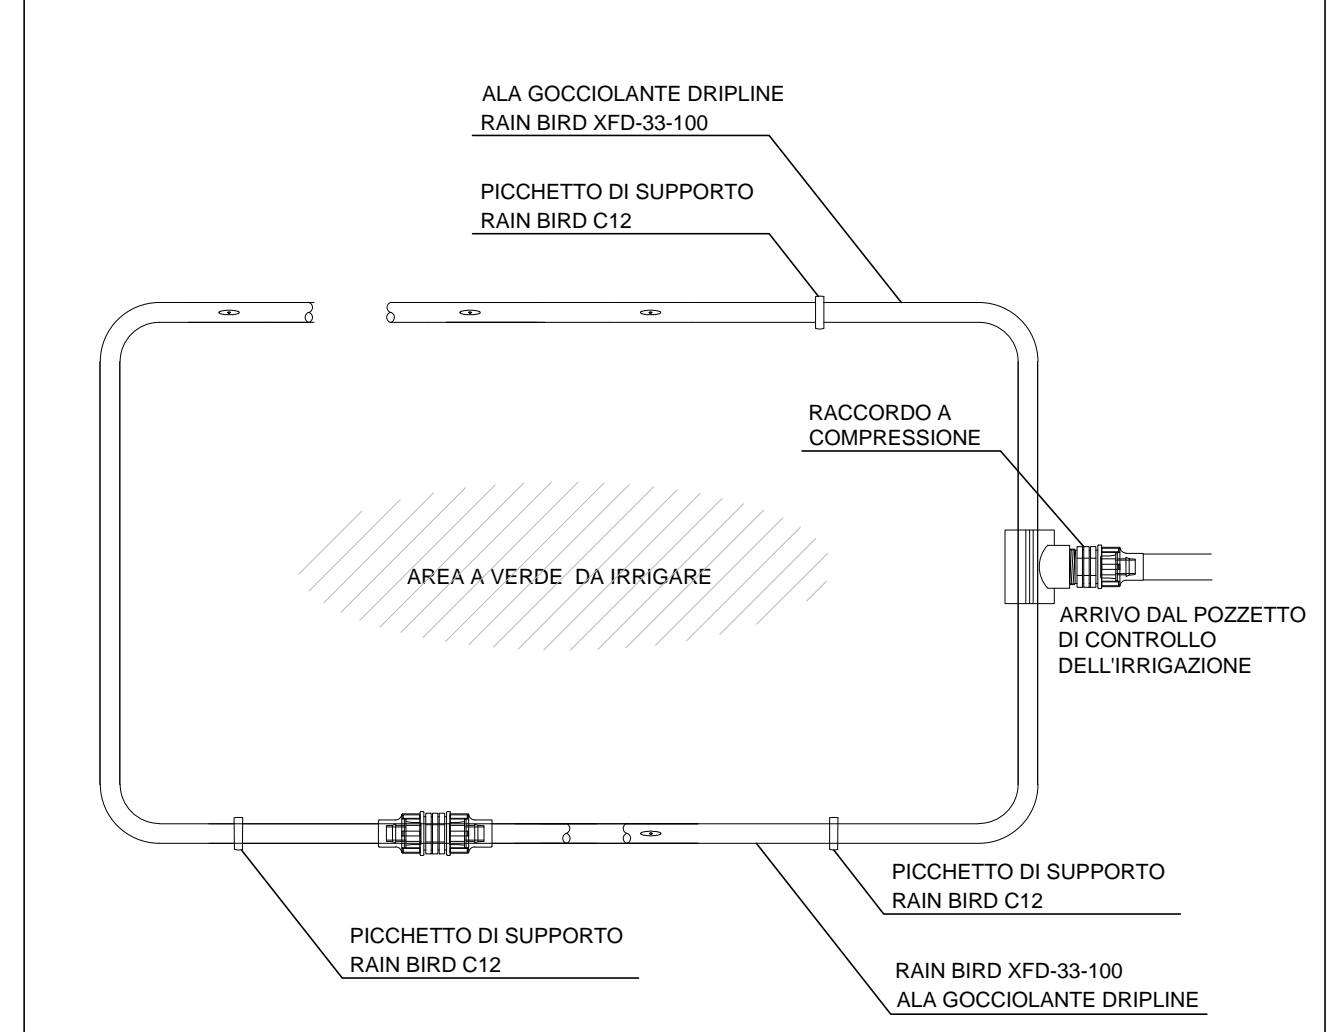 ALA GOCCIOLANTE DRIPLINE
RAIN BIRD XFD-33-100
PICCHETTO DI SUPPORTO
RAIN BIRD C12
RACCORDO A
COMPRESSIONE
AREA A VERDE DA IRRIGARE
ARRIVO DAL POZZETTO
DI CONTROLLO
DELL'IRRIGAZIONE
PICCHETTO DI SUPPORTO
RAIN BIRD C12
PICCHETTO DI SUPPORTO
RAIN BIRD C12
RAIN BIRD XFD-33-100
ALA GOCCIOLANTE DRIPLINE